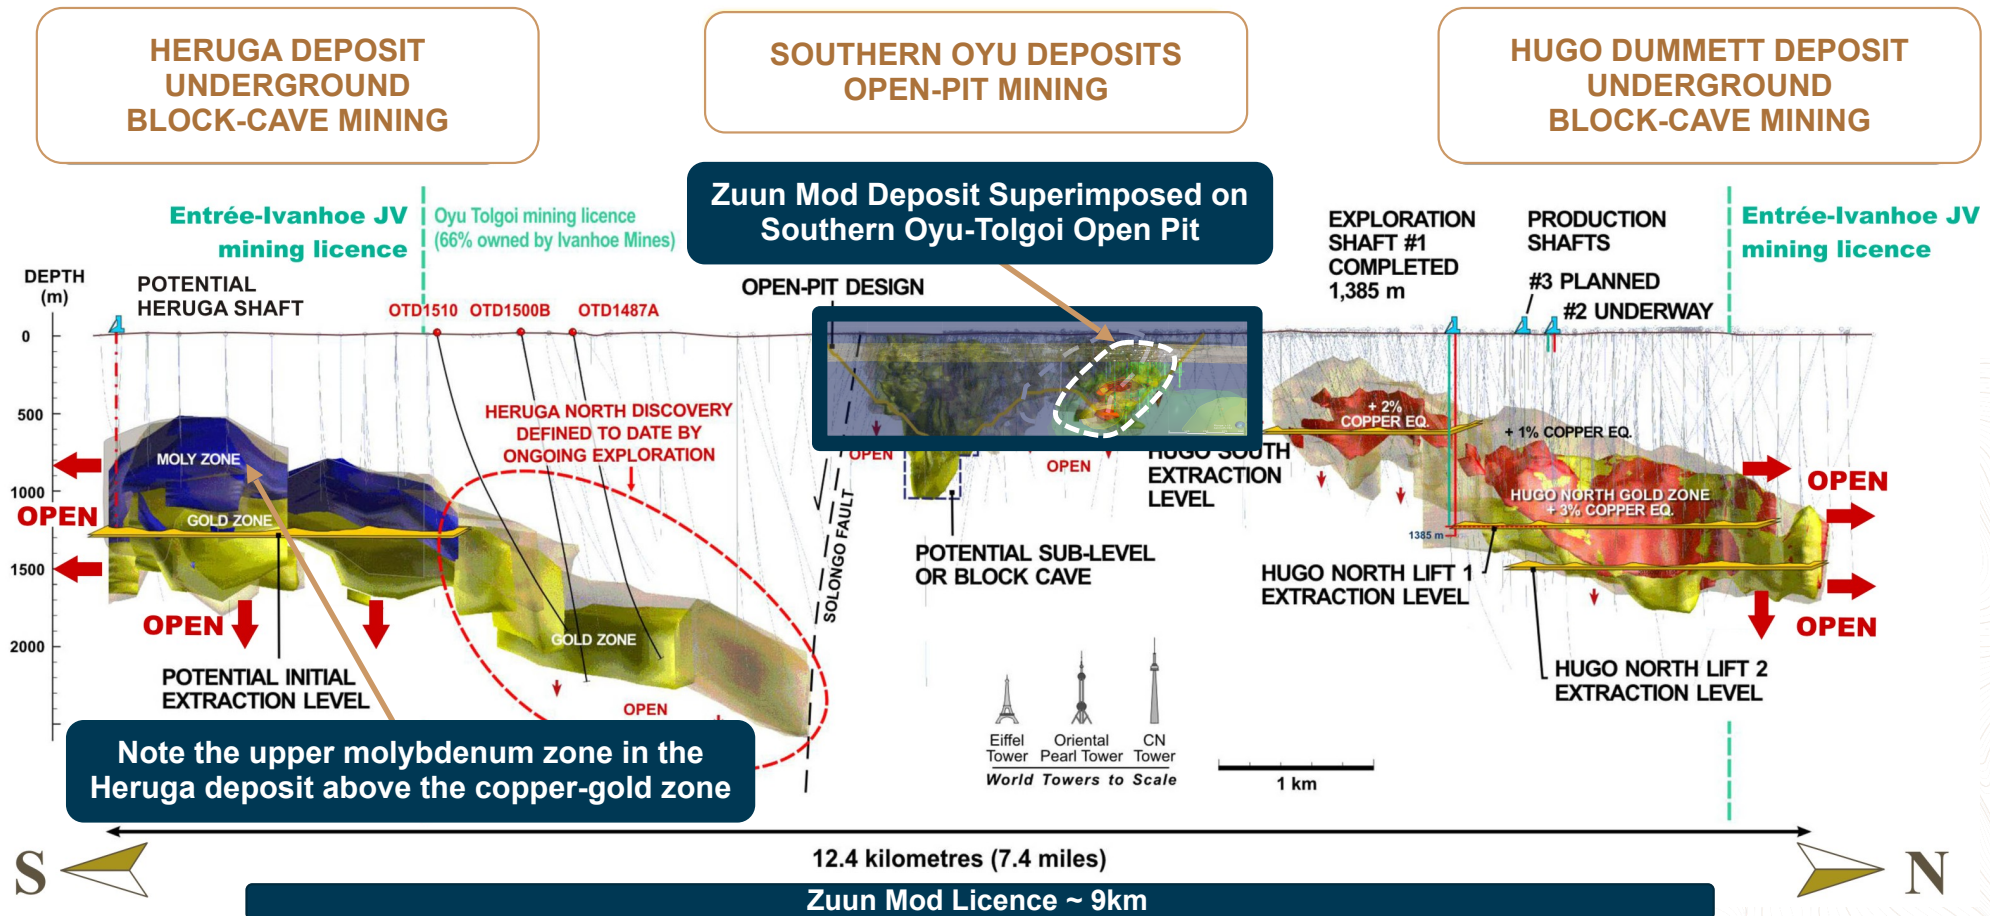 HERUGA DEPOSIT
UNDERGROUND
BLOCK-CAVE MINING
SOUTHERN OYU DEPOSITS
OPEN-PIT MINING
HUGO DUMMETT DEPOSIT
UNDERGROUND
BLOCK-CAVE MINING
Zuun Mod Deposit Superimposed on
Southern Oyu-Tolgoi Open Pit
Entrée-Ivanhoe JV
mining licence
Oyu Tolgoi mining licence
(66% owned by Ivanhoe Mines)
EXPLORATION
SHAFT #1
COMPLETED
1,385 m
PRODUCTION
SHAFTS
#3 PLANNED
#2 UNDERWAY
Entrée-Ivanhoe JV
mining licence
DEPTH
(m)
POTENTIAL
HERUGA SHAFT
OTD1510
OTD1500B
OTD1487A
OPEN-PIT DESIGN
0
500
1000
1500
2000
HERUGA NORTH DISCOVERY
DEFINED TO DATE BY
ONGOING EXPLORATION
MOLY ZONE
GOLD ZONE
OPEN
OPEN
POTENTIAL INITIAL
EXTRACTION LEVEL
GOLD ZONE
OPEN
SOLONGO FAULT
OPEN
OPEN
POTENTIAL SUB-LEVEL
OR BLOCK CAVE
HUGO SOUTH
EXTRACTION
LEVEL
+ 2%
COPPER EQ.
+ 1% COPPER EQ.
HUGO NORTH GOLD ZONE
+ 3% COPPER EQ.
1385 m
OPEN
OPEN
HUGO NORTH LIFT 1
EXTRACTION LEVEL
HUGO NORTH LIFT 2
EXTRACTION LEVEL
Note the upper molybdenum zone in the
Heruga deposit above the copper-gold zone
Eiffel
Tower
Oriental
Pearl Tower
CN
Tower
World Towers to Scale
1 km
12.4 kilometres (7.4 miles)
S
N
Zuun Mod Licence ~ 9km